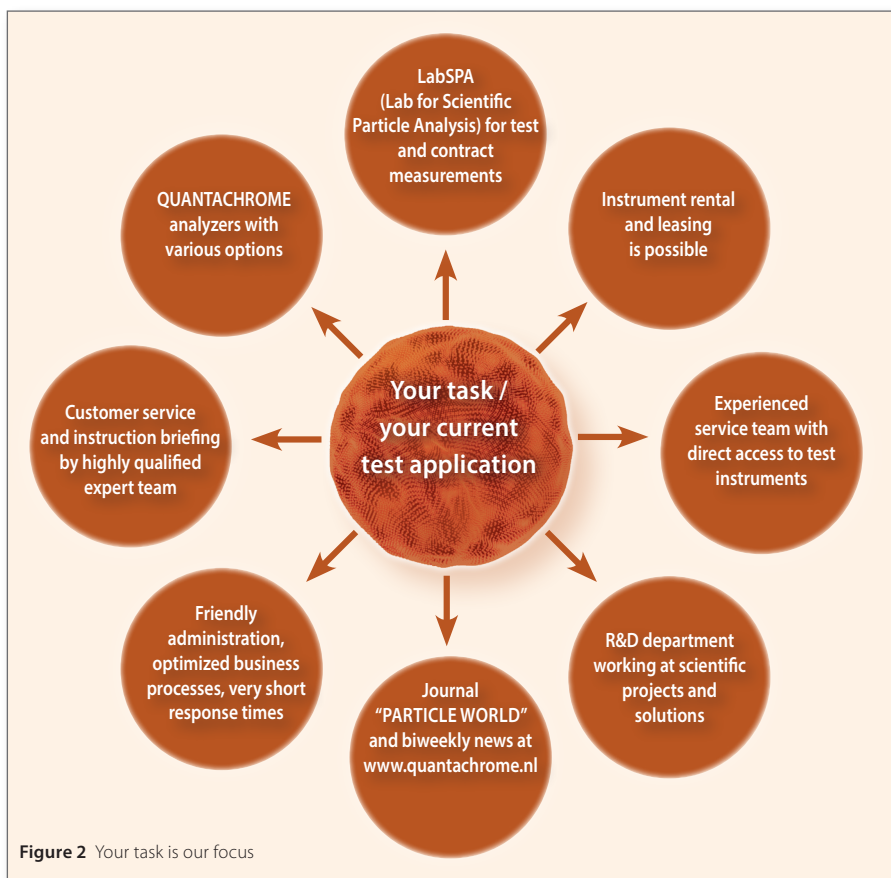 LabSPA
(Lab for Scientific
Particle Analysis) for test
and contract
measurements
QUANTACHROME
analyzers with
various options
Instrument rental
and leasing
is possible
Your task /
your current
test application
Customer service
and instruction briefing
by highly qualified
expert team
Experienced
service team with
direct access to test
instruments
Friendly
administration,
optimized business
processes, very short
response times
R&D department
working at scientific
projects and
solutions
Journal
“PARTICLE WORLD”
and biweekly news at
www.quantachrome.nl
Figure 2 Your task is our focus